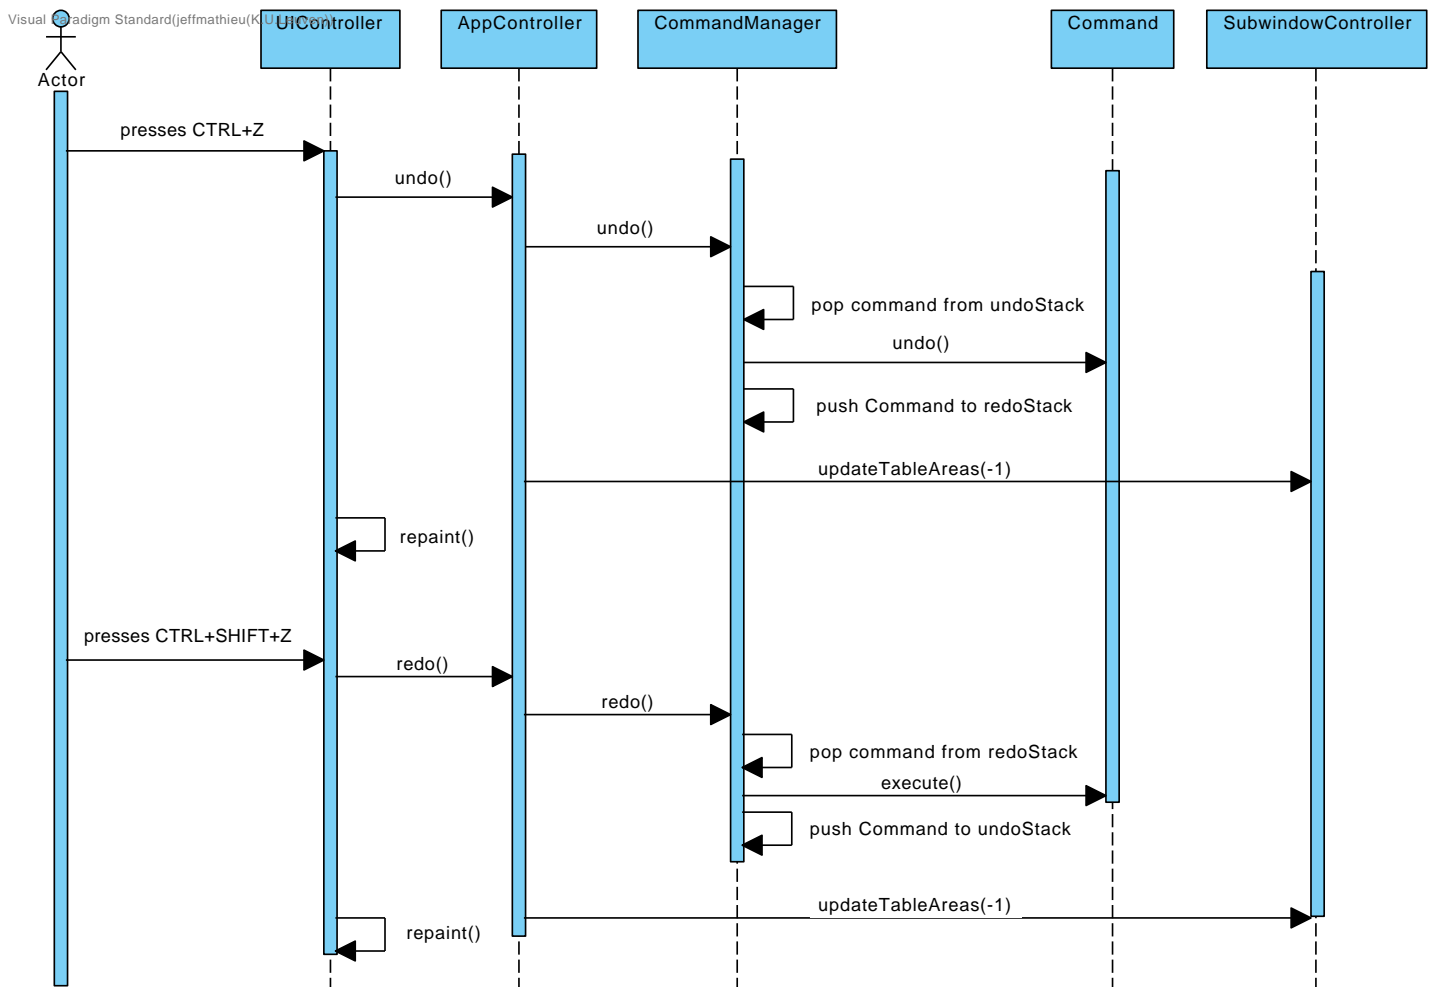 Visual Paradigm Standard(jeffmathieu(K.U.Leuven))
UIController
AppController
CommandManager
Command
SubwindowController
Actor
presses CTRL+Z
undo()
undo()
pop command from undoStack
undo()
push Command to redoStack
updateTableAreas(-1)
repaint()
presses CTRL+SHIFT+Z
redo()
redo()
pop command from redoStack
execute()
push Command to undoStack
updateTableAreas(-1)
repaint()